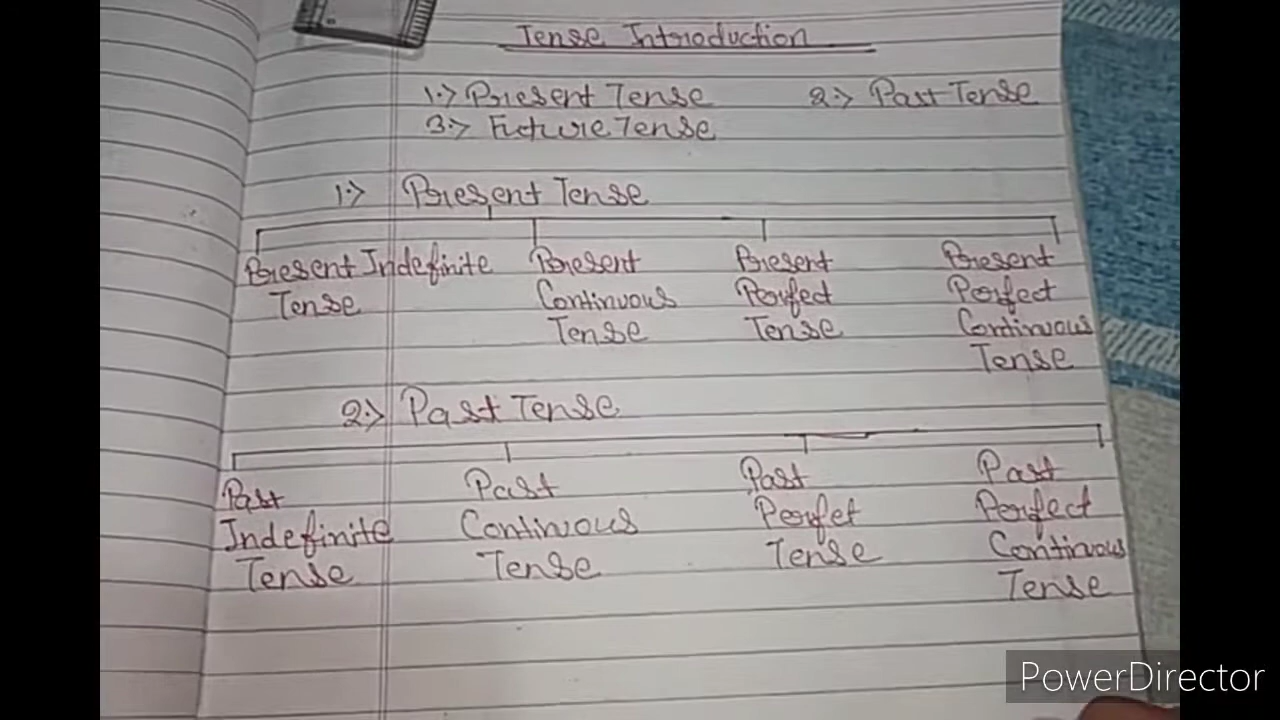 Tense Introduction
1:> Present Tense 2:> Past Tense
3:> Future Tense
1:> Present Tense
Present Indefinite Tense
Present Continuous Tense
Present Perfect Tense
Present Perfect Continuous Tense
2:> Past Tense
Past Indefinite Tense
Past Continuous Tense
Past Perfet Tense
Past Perfect Continuous Tense
PowerDirector